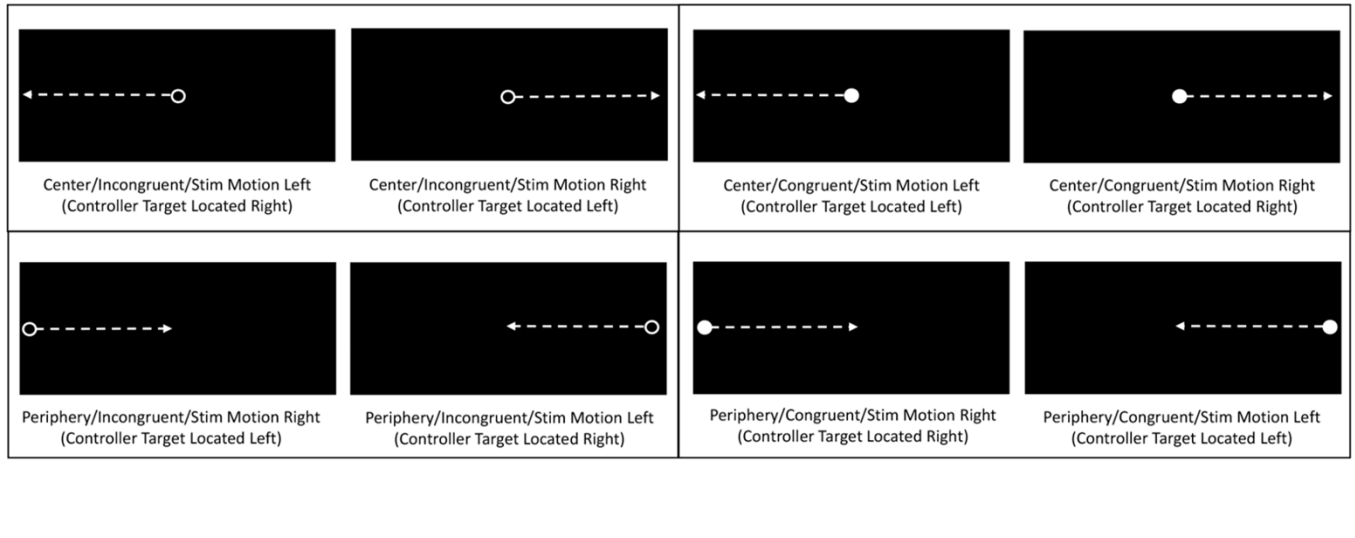 Center/Incongruent/Stim Motion Left
(Controller Target Located Right)
Center/Incongruent/Stim Motion Right
(Controller Target Located Left)
Center/Congruent/Stim Motion Left
(Controller Target Located Left)
Center/Congruent/Stim Motion Right
(Controller Target Located Right)
Periphery/Incongruent/Stim Motion Right
(Controller Target Located Left)
Periphery/Incongruent/Stim Motion Left
(Controller Target Located Right)
Periphery/Congruent/Stim Motion Right
(Controller Target Located Right)
Periphery/Congruent/Stim Motion Left
(Controller Target Located Left)